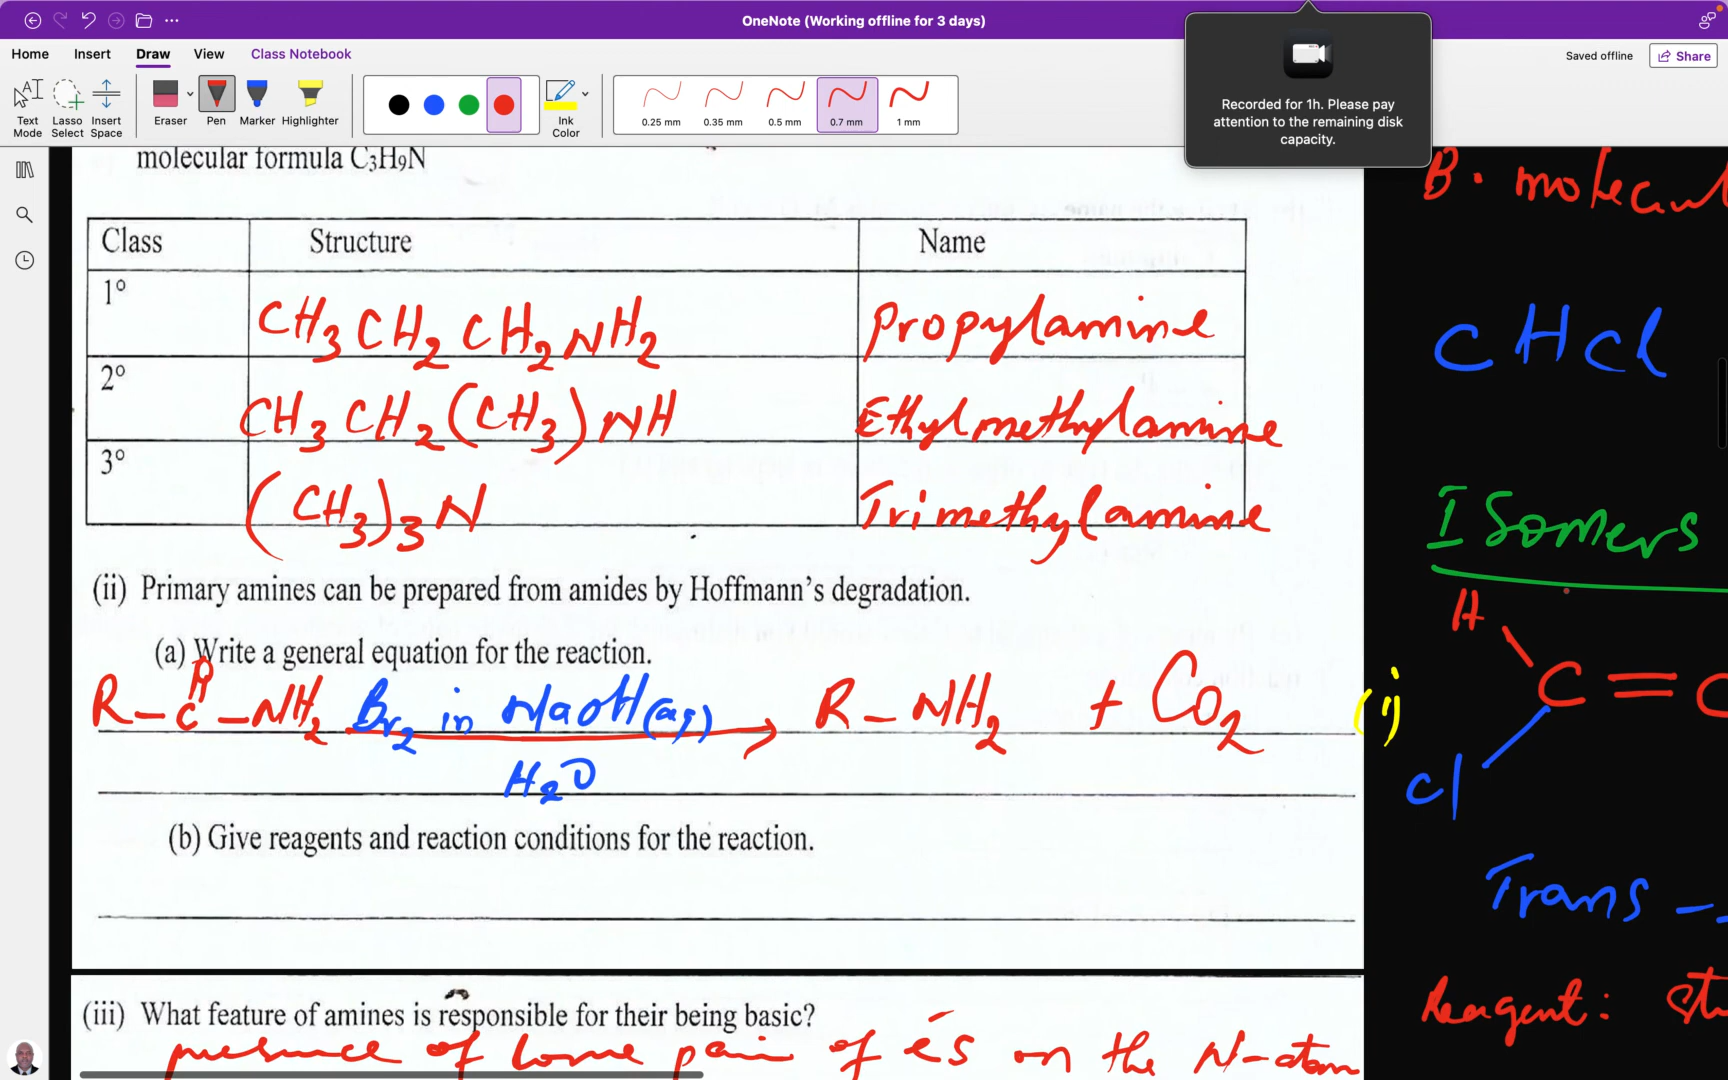 OneNote (Working offline for 3 days)
Home Insert Draw View Class Notebook
Saved offline
Share
Text Mode
Lasso Select
Insert Space
Eraser
Pen
Marker
Highlighter
Ink Color
0.25 mm 0.35 mm 0.5 mm 0.7 mm 1 mm
Recorded for 1h. Please pay
attention to the remaining disk
capacity.
molecular formula C₃H₉N
Class Structure Name
1° CH₃CH₂CH₂NH₂ Propylamine
2° CH₃CH₂(CH₃)NH Ethylmethylamine
3° (CH₃)₃N Trimethylamine
(ii) Primary amines can be prepared from amides by Hoffmann's degradation.
(a) Write a general equation for the reaction.
R–C–NH₂ Br₂ in NaOH(aq) R–NH₂ + CO₂
H₂O
(b) Give reagents and reaction conditions for the reaction.
(iii) What feature of amines is responsible for their being basic?
presence of lone pair of és on the N-atom
B. molecul
CHCl
Isomers
H
(i) C=C
Cl
Trans –
Reagent: